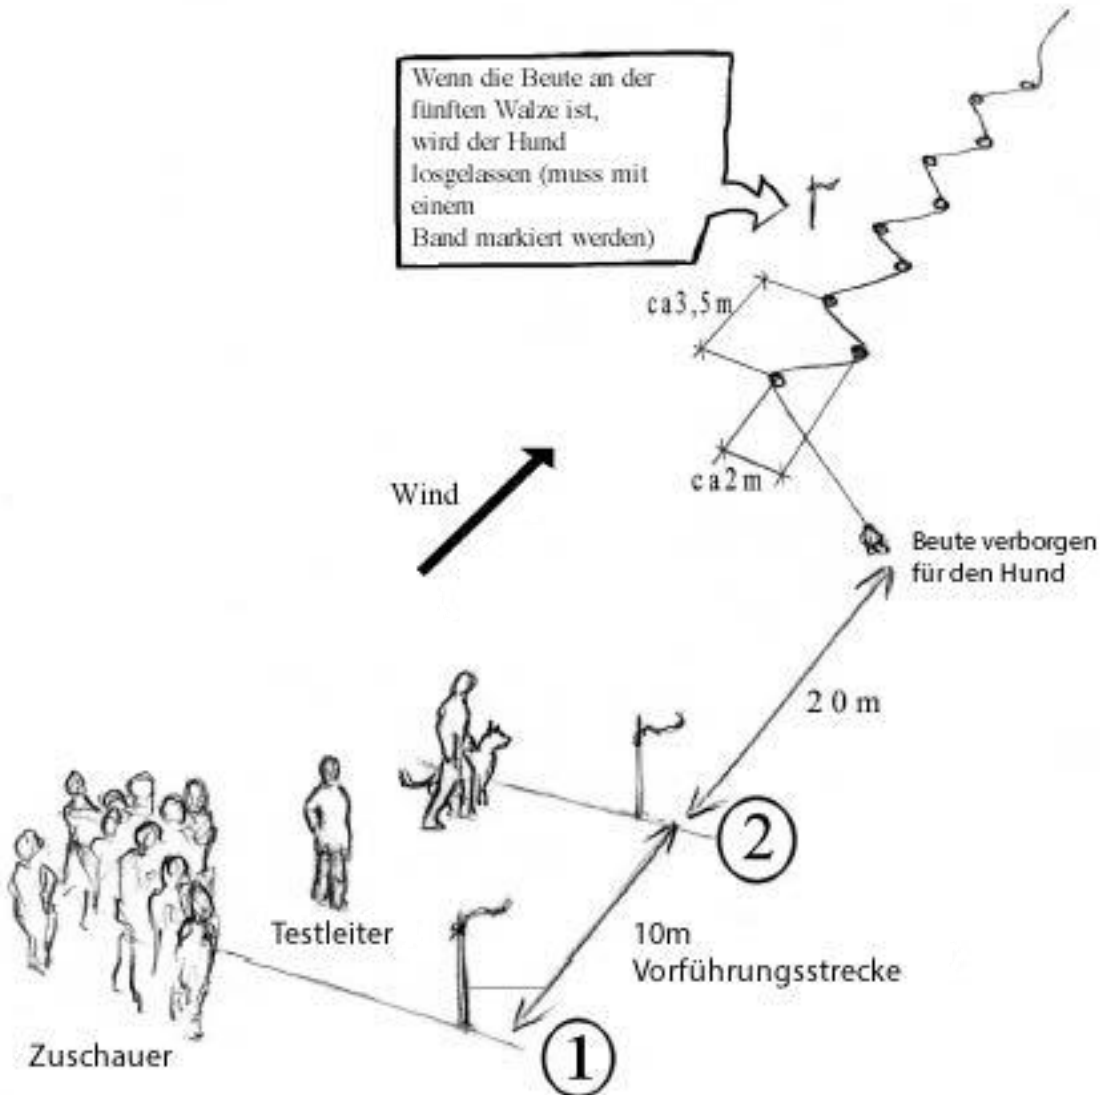 Wenn die Beute an der
fünften Walze ist,
wird der Hund
losgelassen (muss mit
einem
Band markiert werden)
ca3,5m
ca2m
Wind
Beute verborgen
für den Hund
20m
2
10m
Vorführungsstrecke
Testleiter
1
Zuschauer